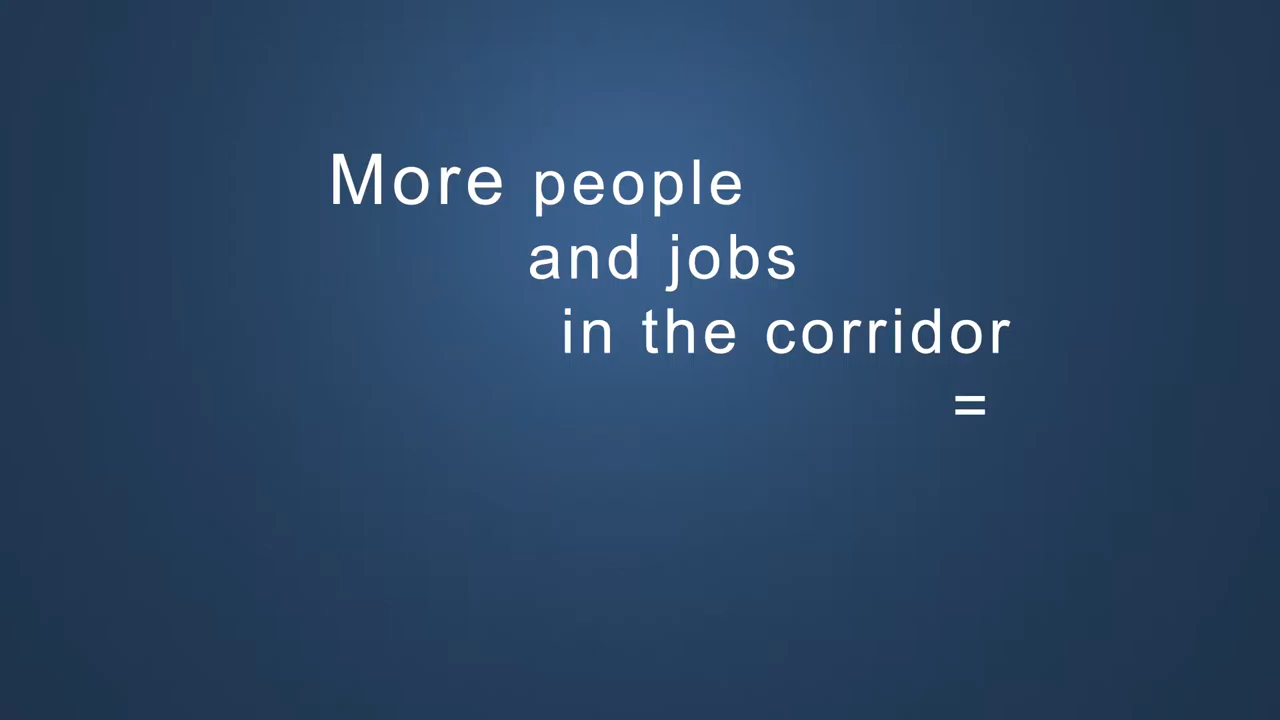 More people
and jobs
in the corridor
=